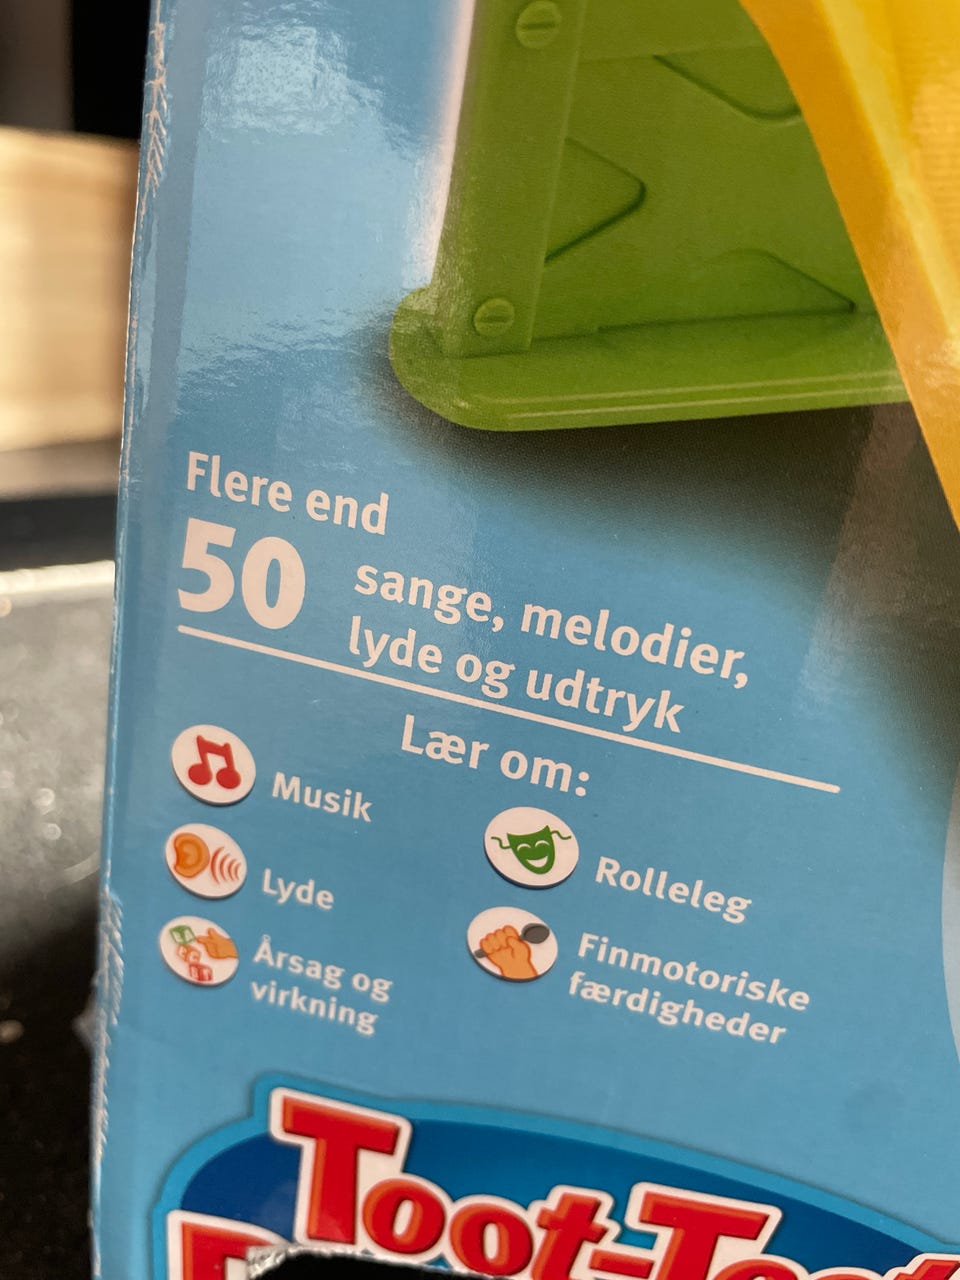 Flere end
50 sange, melodier,
lyde og udtryk
Lær om:
Musik
Lyde
Årsag og
virkning
Rolleleg
Finmotoriske
færdigheder
Toot-Toot